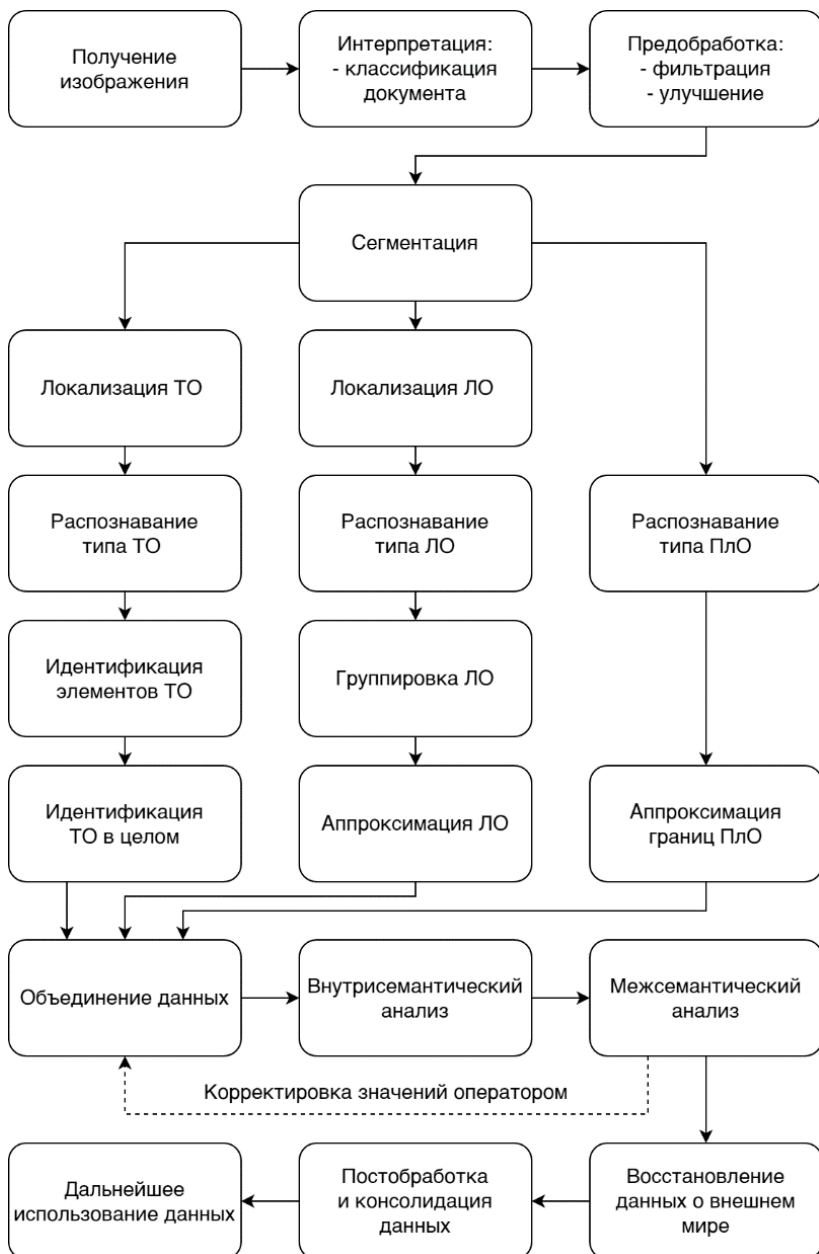 Получение
изображения
Интерпретация:
- классификация
документа
Предобработка:
- фильтрация
- улучшение
Сегментация
Локализация ТО
Локализация ЛО
Распознавание
типа ТО
Распознавание
типа ЛО
Распознавание
типа ПлО
Идентификация
элементов ТО
Группировка ЛО
Идентификация
ТО в целом
Аппроксимация ЛО
Аппроксимация
границ ПлО
Объединение данных
Внутрисемантический
анализ
Межсемантический
анализ
Корректировка значений оператором
Дальнейшее
использование данных
Постобработка
и консолидация
данных
Восстановление
данных о внешнем
мире